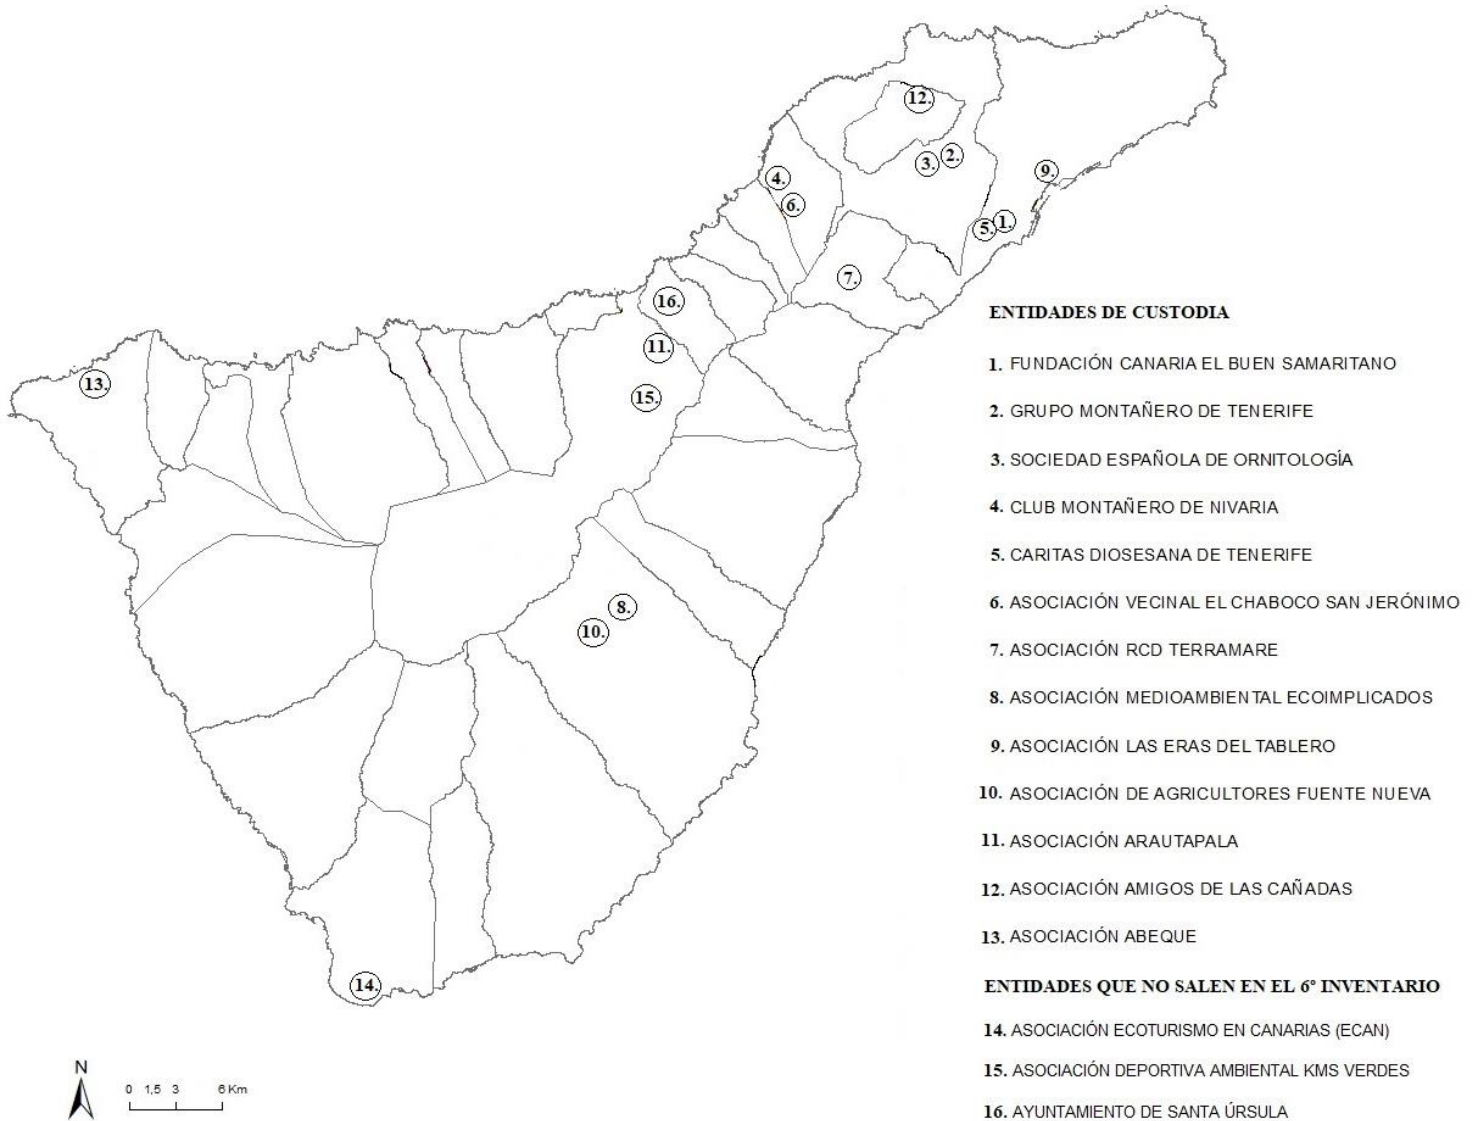 12.
2.
3.
9.
4.
6.
1.
5.
7.
16.
11.
15.
13.
8.
10.
14.
ENTIDADES DE CUSTODIA
1. FUNDACIÓN CANARIA EL BUEN SAMARITANO
2. GRUPO MONTAÑERO DE TENERIFE
3. SOCIEDAD ESPAÑOLA DE ORNITOLOGÍA
4. CLUB MONTAÑERO DE NIVARIA
5. CARITAS DIOSESANA DE TENERIFE
6. ASOCIACIÓN VECINAL EL CHABOCO SAN JERÓNIMO
7. ASOCIACIÓN RCD TERRAMARE
8. ASOCIACIÓN MEDIOAMBIENTAL ECOIMPLICADOS
9. ASOCIACIÓN LAS ERAS DEL TABLERO
10. ASOCIACIÓN DE AGRICULTORES FUENTE NUEVA
11. ASOCIACIÓN ARAUTAPALA
12. ASOCIACIÓN AMIGOS DE LAS CAÑADAS
13. ASOCIACIÓN ABEQUE
ENTIDADES QUE NO SALEN EN EL 6º INVENTARIO
14. ASOCIACIÓN ECOTURISMO EN CANARIAS (ECAN)
15. ASOCIACIÓN DEPORTIVA AMBIENTAL KMS VERDES
16. AYUNTAMIENTO DE SANTA ÚRSULA
N
0 1,5 3 6 Km